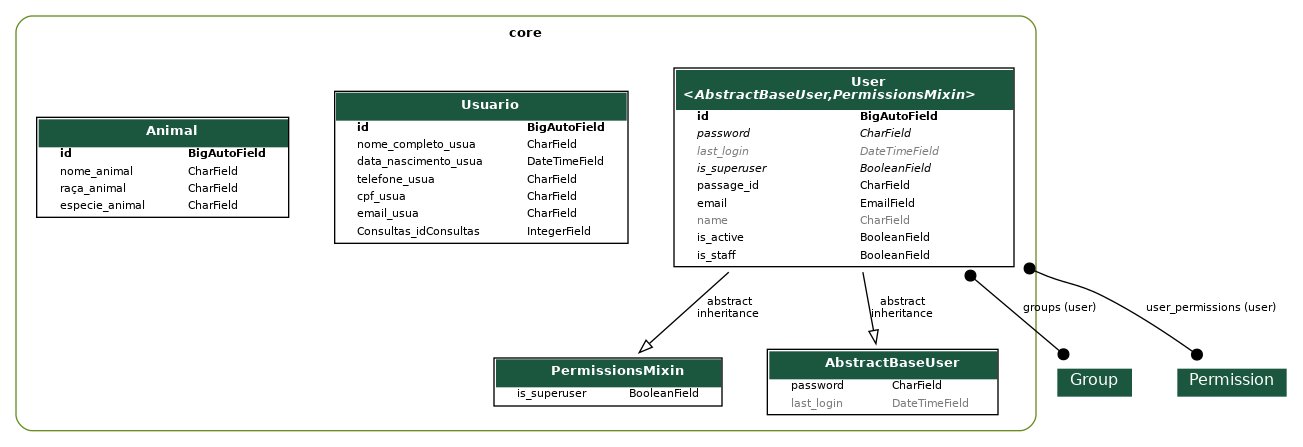 core
Animal
id BigAutoField
nome_animal CharField
raça_animal CharField
especie_animal CharField
Usuario
id BigAutoField
nome_completo_usua CharField
data_nascimento_usua DateTimeField
telefone_usua CharField
cpf_usua CharField
email_usua CharField
Consultas_idConsultas IntegerField
User
<AbstractBaseUser,PermissionsMixin>
id BigAutoField
password CharField
last_login DateTimeField
is_superuser BooleanField
passage_id CharField
email EmailField
name CharField
is_active BooleanField
is_staff BooleanField
abstract
inheritance
abstract
inheritance
groups (user)
user_permissions (user)
PermissionsMixin
is_superuser BooleanField
AbstractBaseUser
password CharField
last_login DateTimeField
Group
Permission